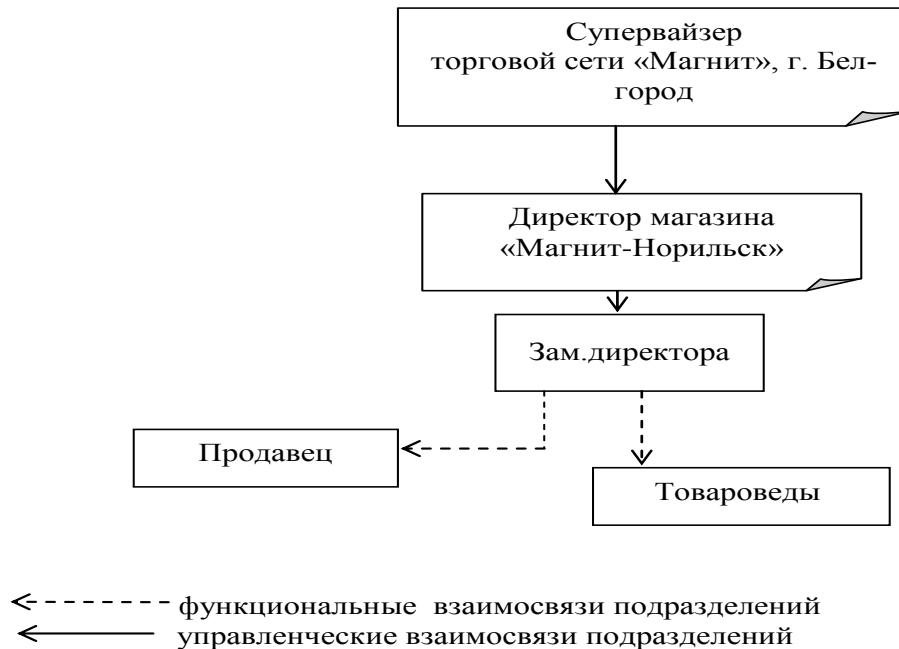 Супервайзер
торговой сети «Магнит», г. Бел-
город
Директор магазина
«Магнит-Норильск»
Зам.директора
Продавец
Товароведы
функциональные взаимосвязи подразделений
управленческие взаимосвязи подразделений